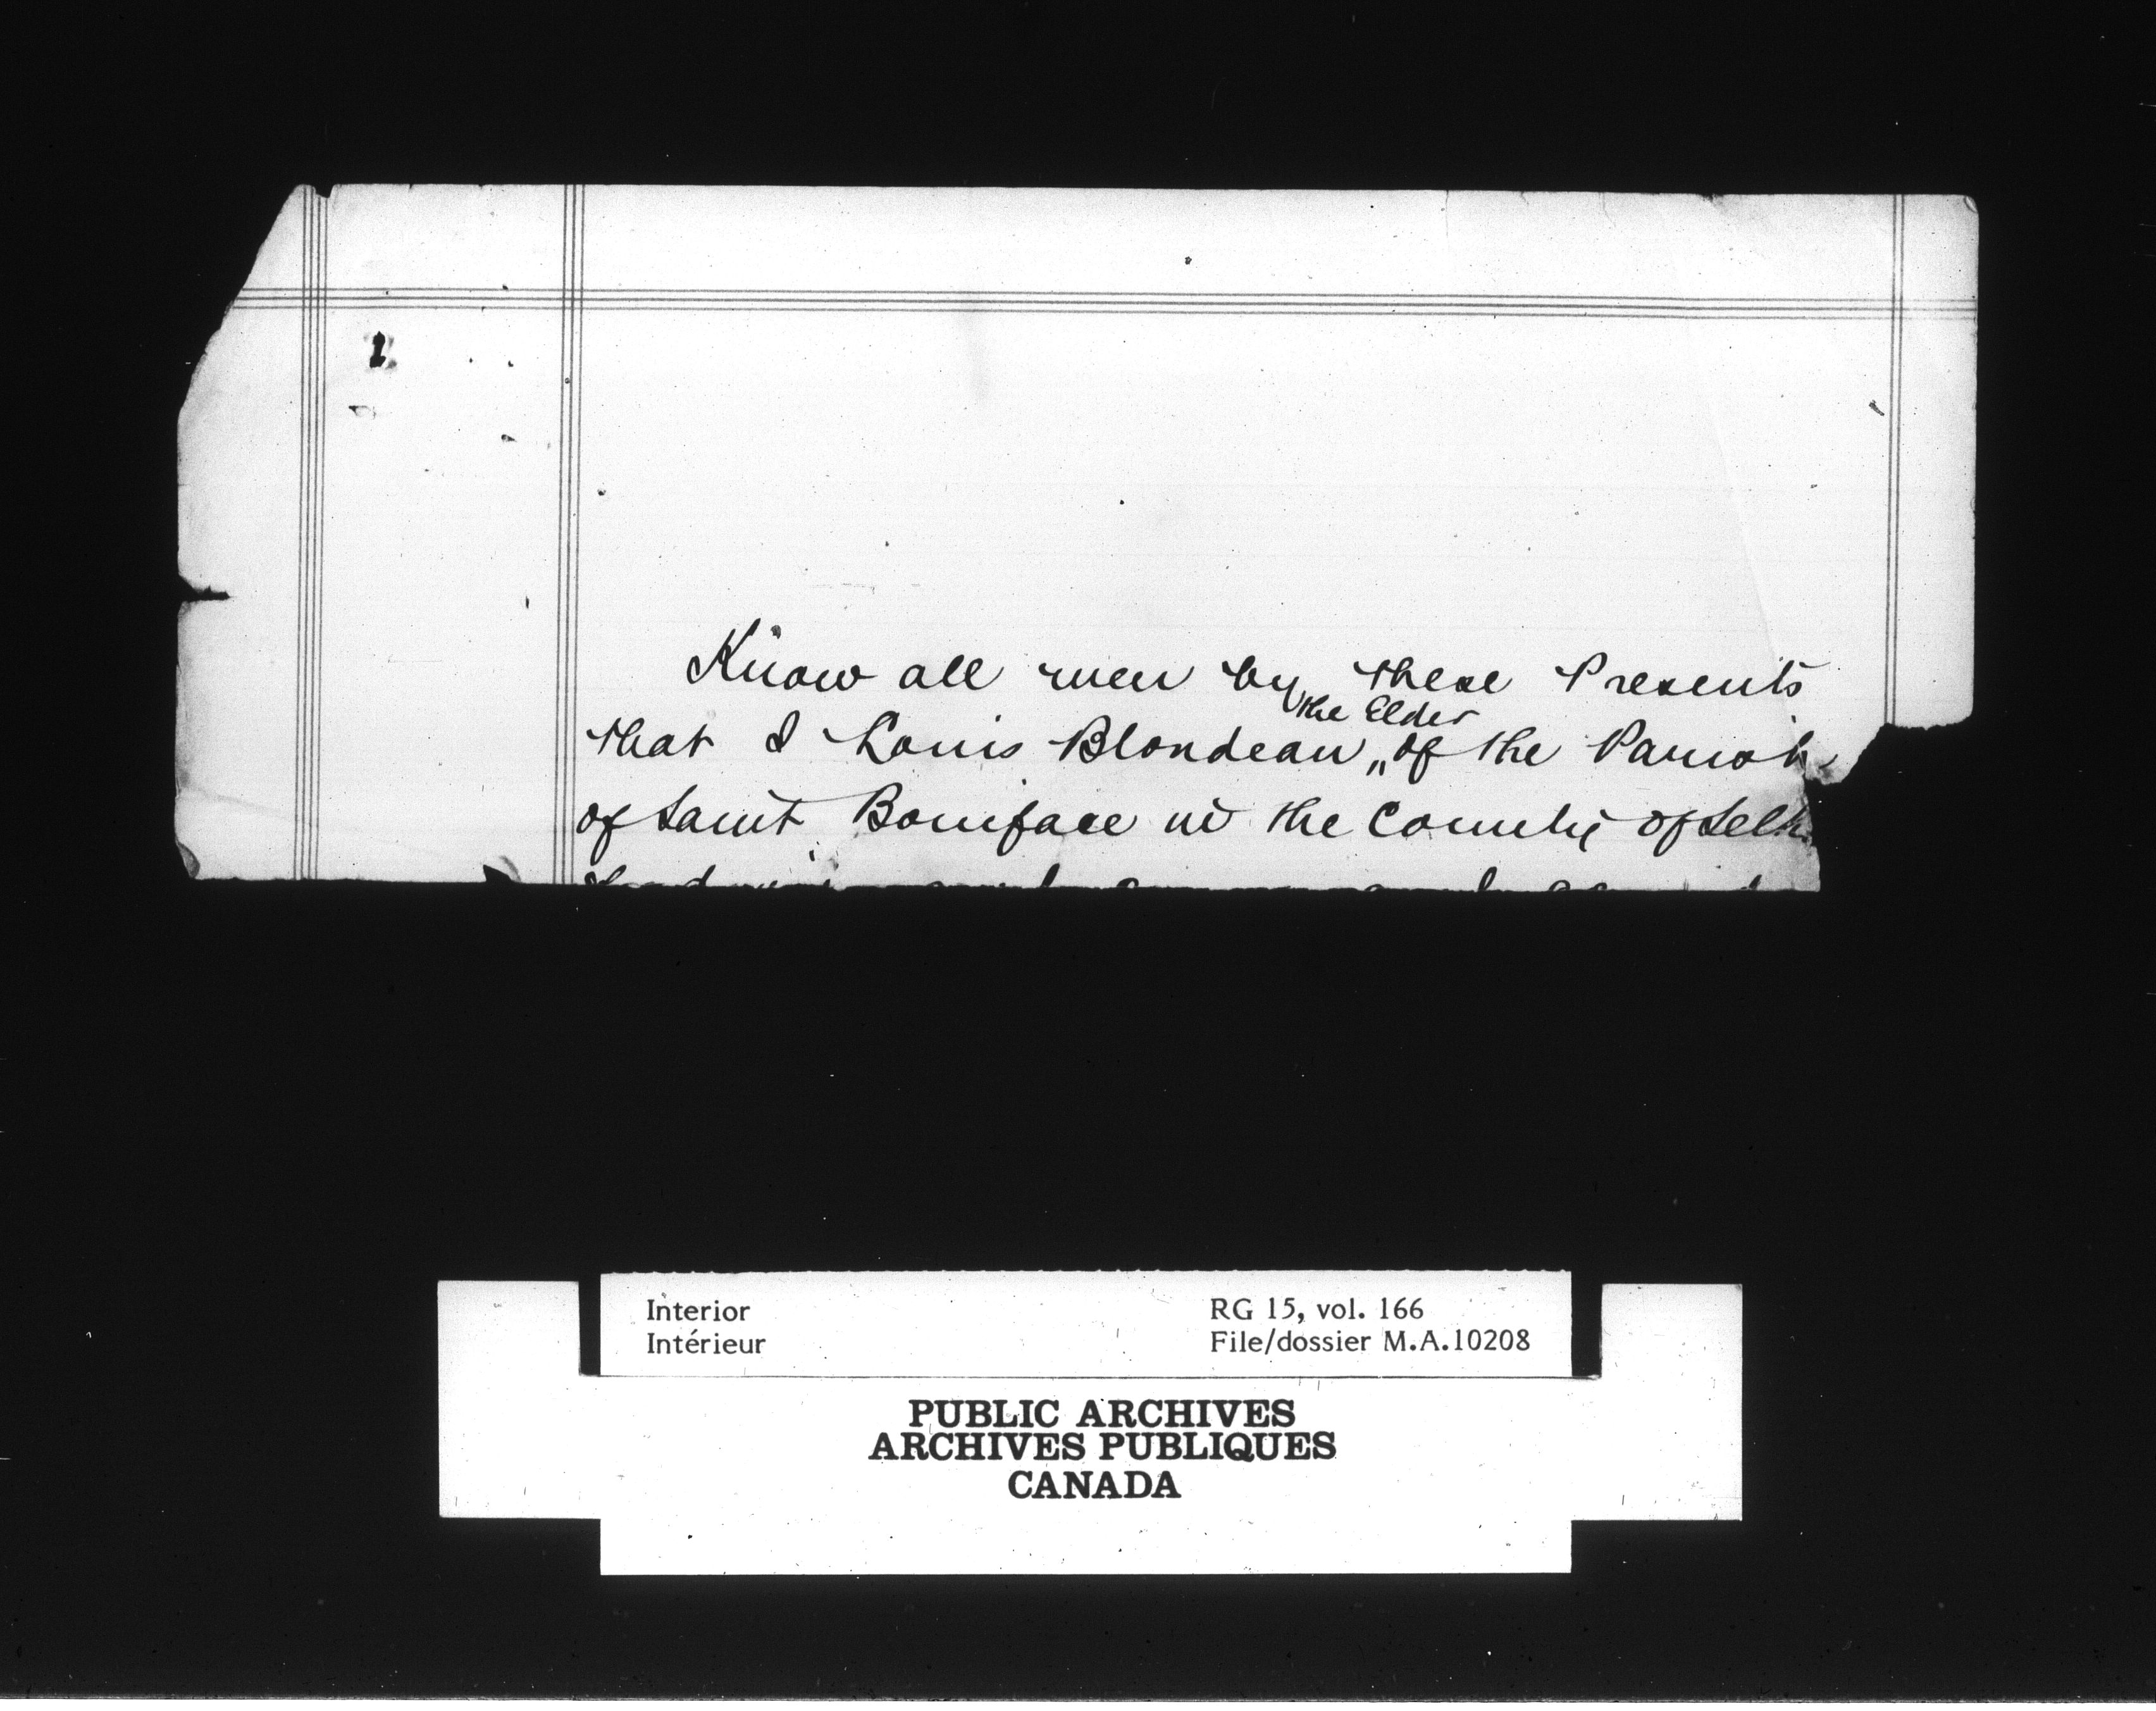 Know all men by these Presents
the Elder
that I Louis Blondeau „ of the Parish
of Saint Boniface in the County of Selk
Interior
Intérieur
RG 15, vol. 166
File/dossier M.A.10208
PUBLIC ARCHIVES
ARCHIVES PUBLIQUES
CANADA